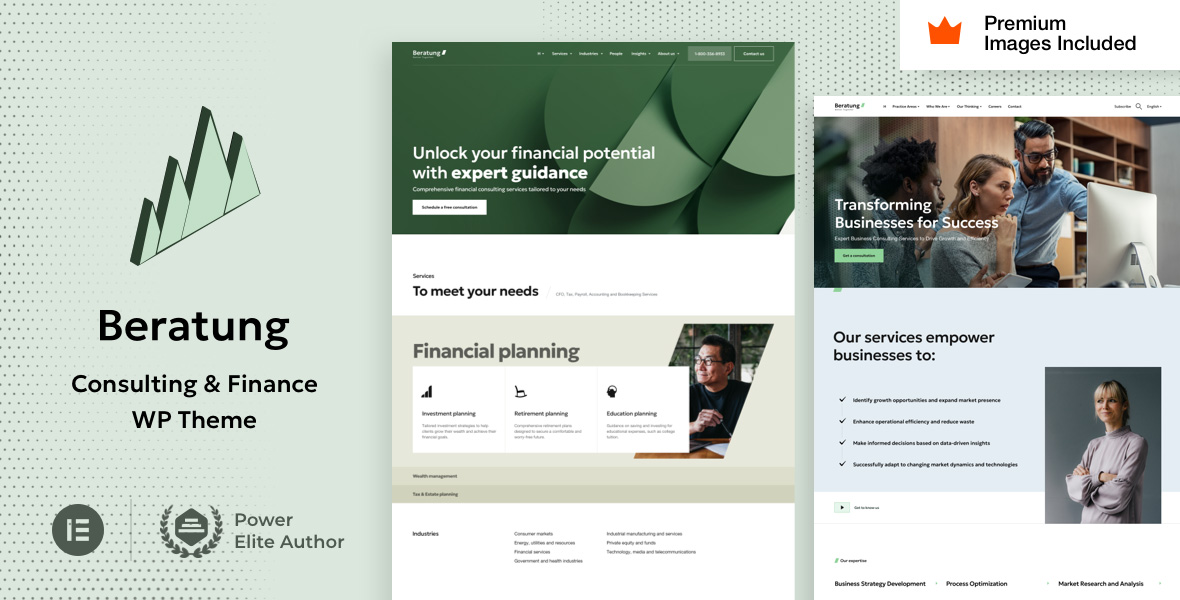 Premium
Images Included
Beratung
Consulting & Finance
WP Theme
Power
Elite Author
Beratung
Services
Industries
People
Insights
About us
1-800-356-8933
Contact us
Unlock your financial potential
with expert guidance
Comprehensive financial consulting services tailored to your needs
Schedule a free consultation
Services
To meet your needs
CFO, Tax, Payroll, Accounting and Bookkeeping Services
Financial planning
Investment planning
Tailored investment strategies to help
clients grow their wealth and achieve their
financial goals.
Retirement planning
Comprehensive retirement plans
designed to secure a comfortable and
worry-free future.
Education planning
Guidance on saving and investing for
educational expenses, such as college
tuition.
Wealth management
Tax & Estate planning
Industries
Consumer markets
Energy, utilities and resources
Financial services
Government and health industries
Industrial manufacturing and services
Private equity and funds
Technology, media and telecommunications
Beratung
Practice Areas
Who We Are
Our Thinking
Careers
Contact
Subscribe
English
Transforming
Businesses for Success
Expert Business Consulting Services to Drive Growth and Efficiency
Get a consultation
Our services empower
businesses to:
Identify growth opportunities and expand market presence
Enhance operational efficiency and reduce waste
Make informed decisions based on data-driven insights
Successfully adapt to changing market dynamics and technologies
Get to know us
Our expertise
Business Strategy Development
Process Optimization
Market Research and Analysis